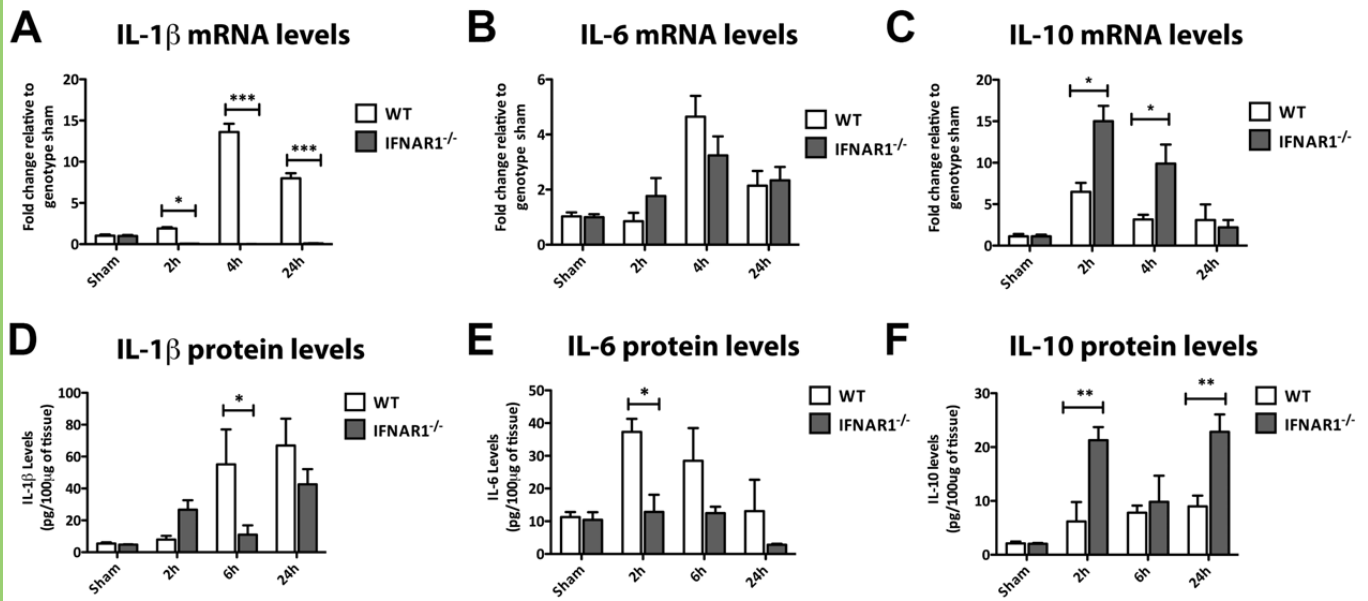 A
IL-1β mRNA levels
Fold change relative to
genotype sham
20
15
10
5
0
*
***
***
Sham
2h
4h
24h
WT
IFNAR1-/-
B
IL-6 mRNA levels
Fold change relative to
genotype sham
6
4
2
0
Sham
2h
4h
24h
WT
IFNAR1-/-
C
IL-10 mRNA levels
Fold change relative to
genotype sham
20
15
10
5
0
*
*
Sham
2h
4h
24h
WT
IFNAR1-/-
D
IL-1β protein levels
IL-1β Levels
(pg/100μg of tissue)
100
80
60
40
20
0
*
Sham
2h
6h
24h
WT
IFNAR1-/-
E
IL-6 protein levels
IL-6 Levels
(pg/100μg of tissue)
50
40
30
20
10
0
*
Sham
2h
6h
24h
WT
IFNAR1-/-
F
IL-10 protein levels
IL-10 levels
(pg/100ug of tissue)
30
20
10
0
**
**
Sham
2h
6h
24h
WT
IFNAR1-/-